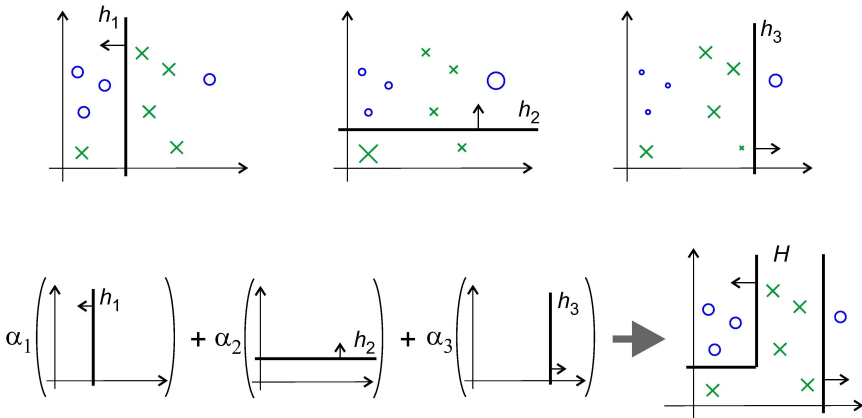 h₁
h₂
h₃
α₁ ( h₁ ) + α₂ ( h₂ ) + α₃ ( h₃ )
H